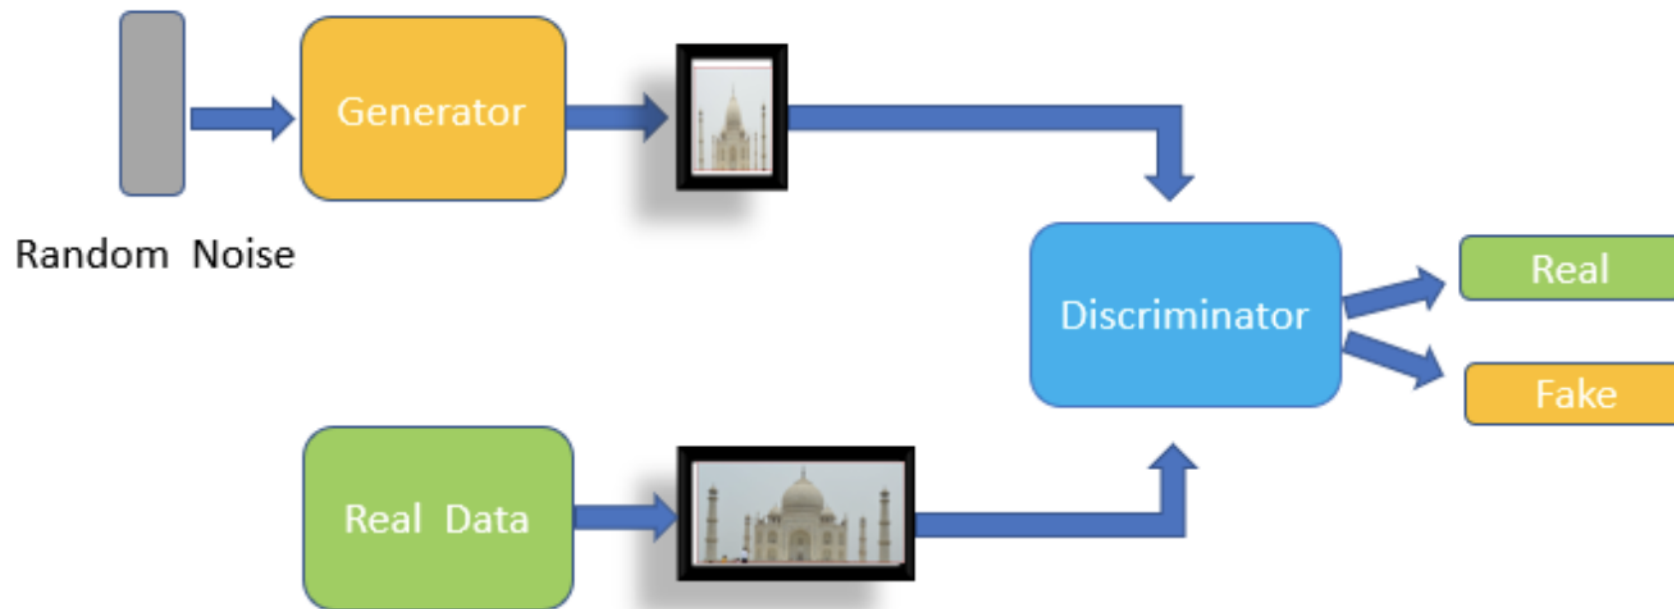 Generator
Random Noise
Discriminator
Real
Fake
Real Data